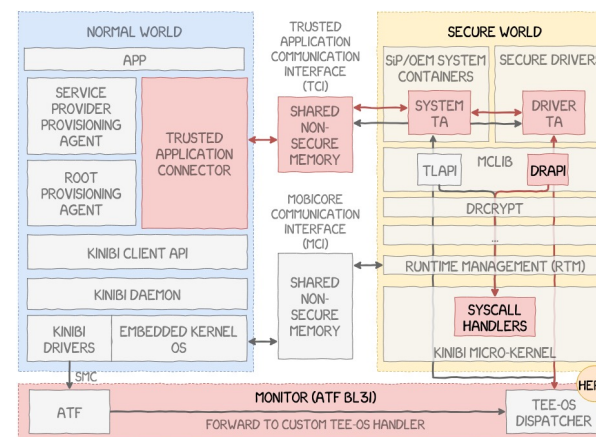 NORMAL WORLD
APP
SERVICE
PROVIDER
PROVISIONING
AGENT
ROOT
PROVISIONING
AGENT
TRUSTED
APPLICATION
CONNECTOR
KINIBI CLIENT API
KINIBI DAEMON
KINIBI
DRIVERS
EMBEDDED KERNEL
OS
SMC
TRUSTED
APPLICATION
COMMUNICATION
INTERFACE
(TCI)
SHARED
NON-
SECURE
MEMORY
MOBICORE
COMMUNICATION
INTERFACE
(MCI)
SHARED
NON-
SECURE
MEMORY
SECURE WORLD
SiP/OEM SYSTEM
CONTAINERS
SECURE DRIVERS
SYSTEM
TA
DRIVER
TA
MCLIB
TLAPI
DRAPI
DRCRYPT
...
RUNTIME MANAGEMENT (RTM)
SYSCALL
HANDLERS
KINIBI MICRO-KERNEL
MONITOR (ATF BL31)
ATF
FORWARD TO CUSTOM TEE-OS HANDLER
TEE-OS
DISPATCHER